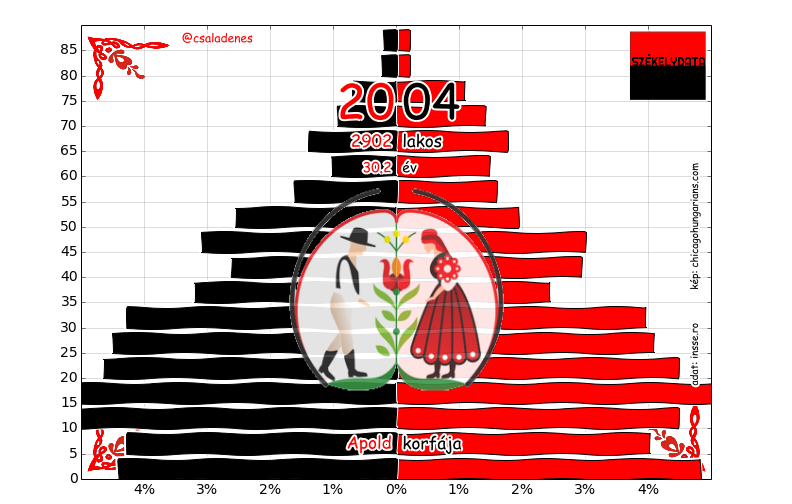 @csaladenes
SZÉKELYDATA
2004
2902 lakos
30.2 év
kép: chicagohungarians.com
adat: insse.ro
Apold korfája
85
80
75
70
65
60
55
50
45
40
35
30
25
20
15
10
5
0
4% 3% 2% 1% 0% 1% 2% 3% 4%